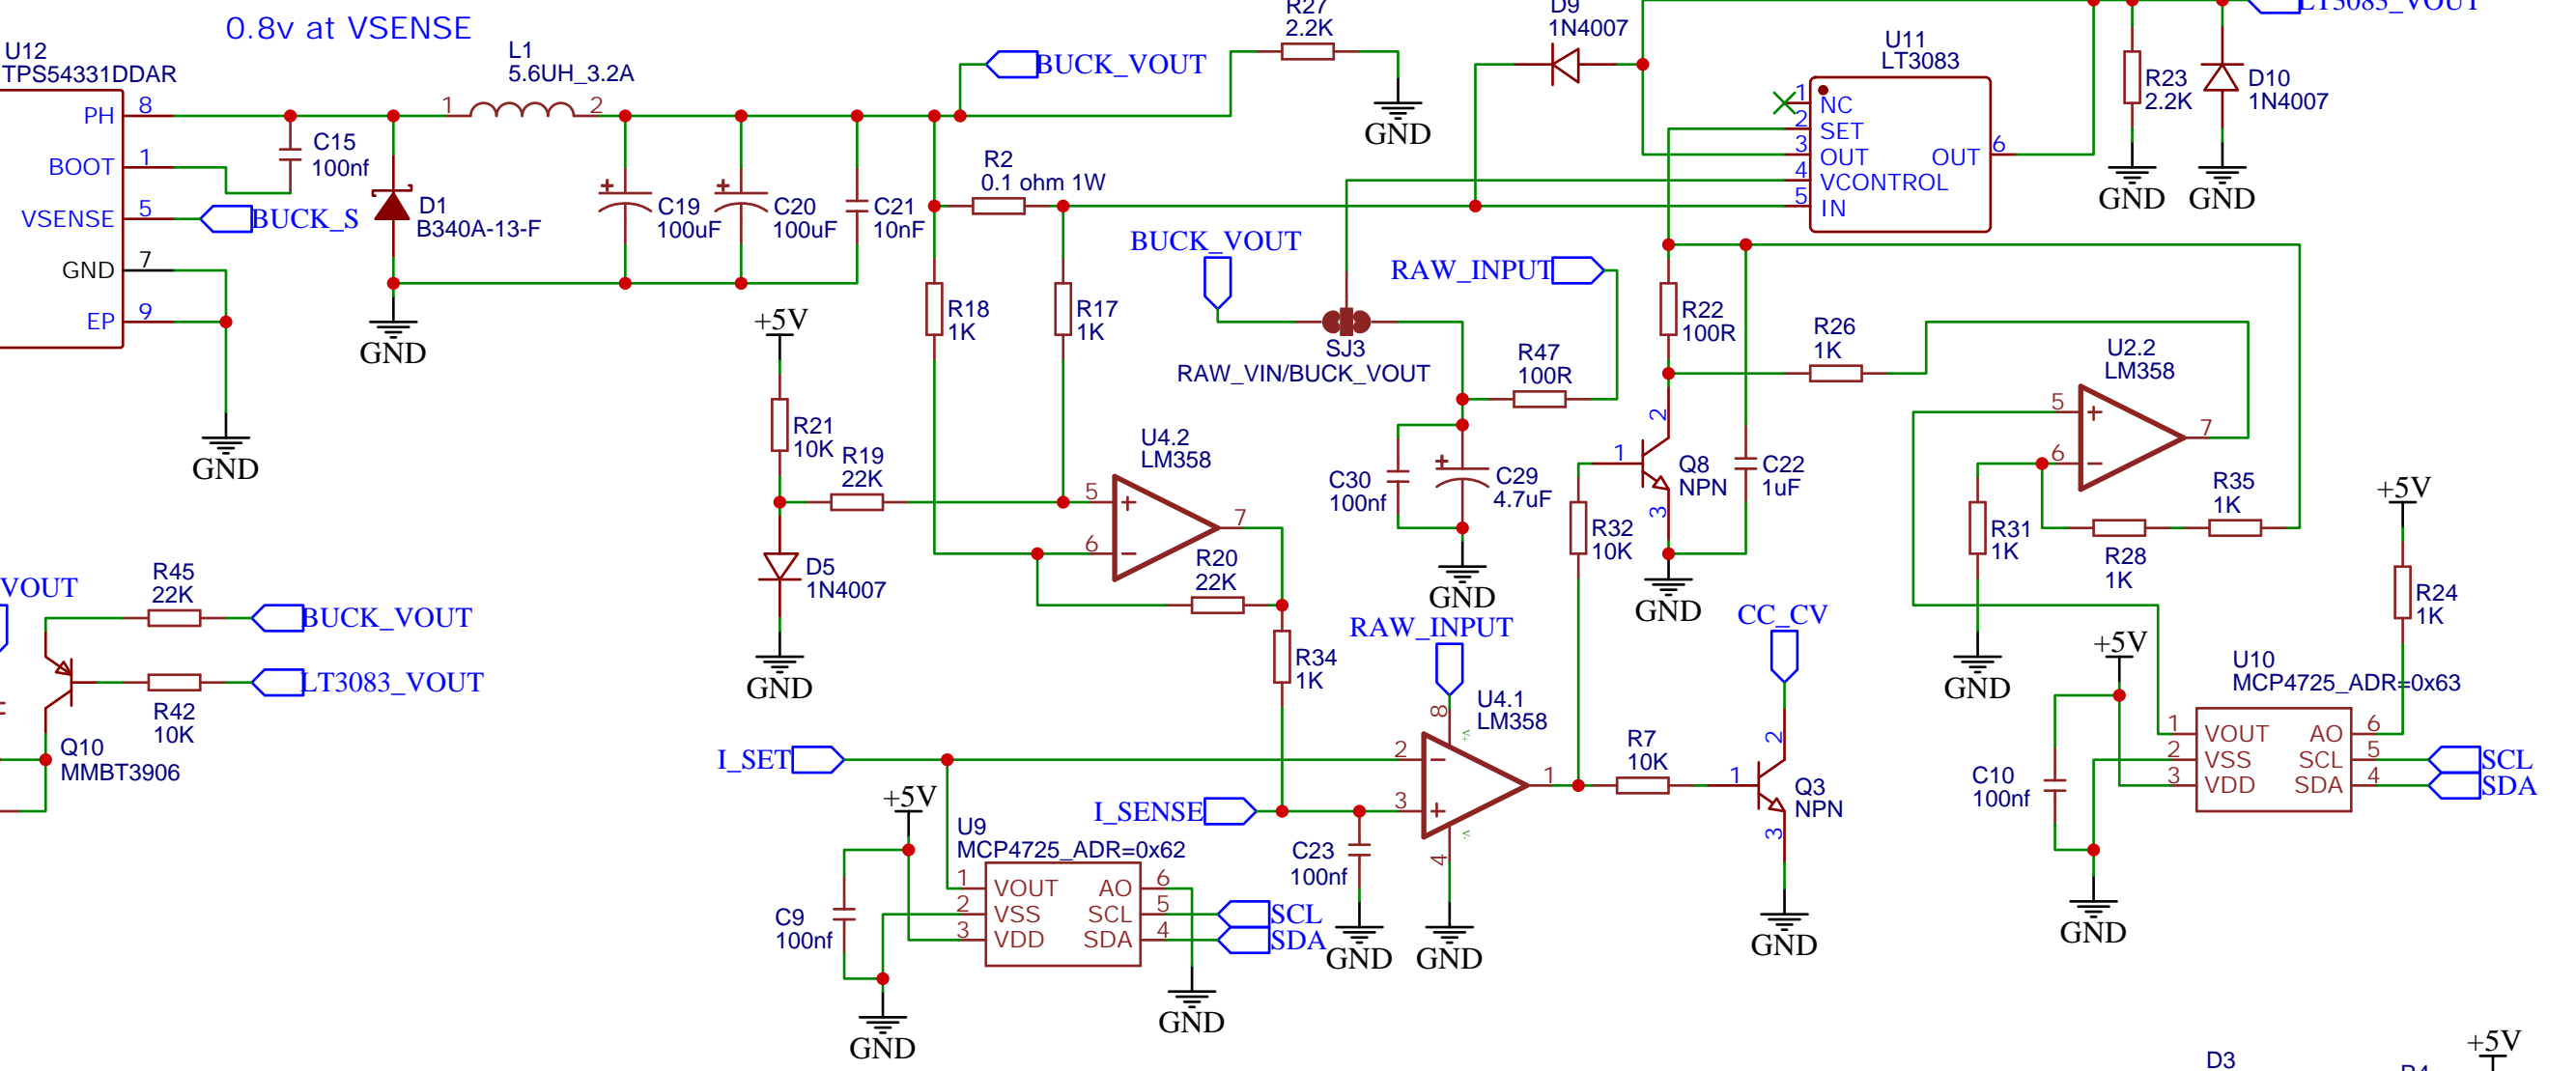 0.8v at VSENSE
U12
TPS54331DDAR
PH 8
BOOT 1
VSENSE 5
GND 7
EP 9
BUCK_S
GND
C15
100nf
D1
B340A-13-F
GND
L1
5.6UH_3.2A
1 2
C19
100uF
C20
100uF
C21
10nF
BUCK_VOUT
R27
2.2K
GND
R2
0.1 ohm 1W
R18
1K
R17
1K
D9
1N4007
U11
LT3083
1 NC
2 SET
3 OUT
4 VCONTROL
5 IN
OUT 6
LT3083_VOUT
R23
2.2K
GND
D10
1N4007
GND
BUCK_VOUT
RAW_INPUT
SJ3
RAW_VIN/BUCK_VOUT
R47
100R
C30
100nf
C29
4.7uF
GND
R22
100R
R26
1K
Q8
NPN
1
2
3
C22
1uF
GND
R32
10K
U2.2
LM358
5
6
7
R31
1K
GND
R28
1K
R35
1K
+5V
R24
1K
+5V
R21
10K
R19
22K
D5
1N4007
GND
U4.2
LM358
5
6
7
R20
22K
R34
1K
VOUT
R45
22K
BUCK_VOUT
R42
10K
LT3083_VOUT
Q10
MMBT3906
I_SET
I_SENSE
RAW_INPUT
U4.1
LM358
8
2
3
1
4
V+
V-
C23
100nf
GND
GND
R7
10K
CC_CV
Q3
NPN
1
2
3
GND
+5V
U9
MCP4725_ADR=0x62
1 VOUT AO 6
2 VSS SCL 5
3 VDD SDA 4
SCL
SDA
C9
100nf
GND
GND
+5V
U10
MCP4725_ADR=0x63
1 VOUT AO 6
2 VSS SCL 5
3 VDD SDA 4
SCL
SDA
C10
100nf
GND
D3
+5V